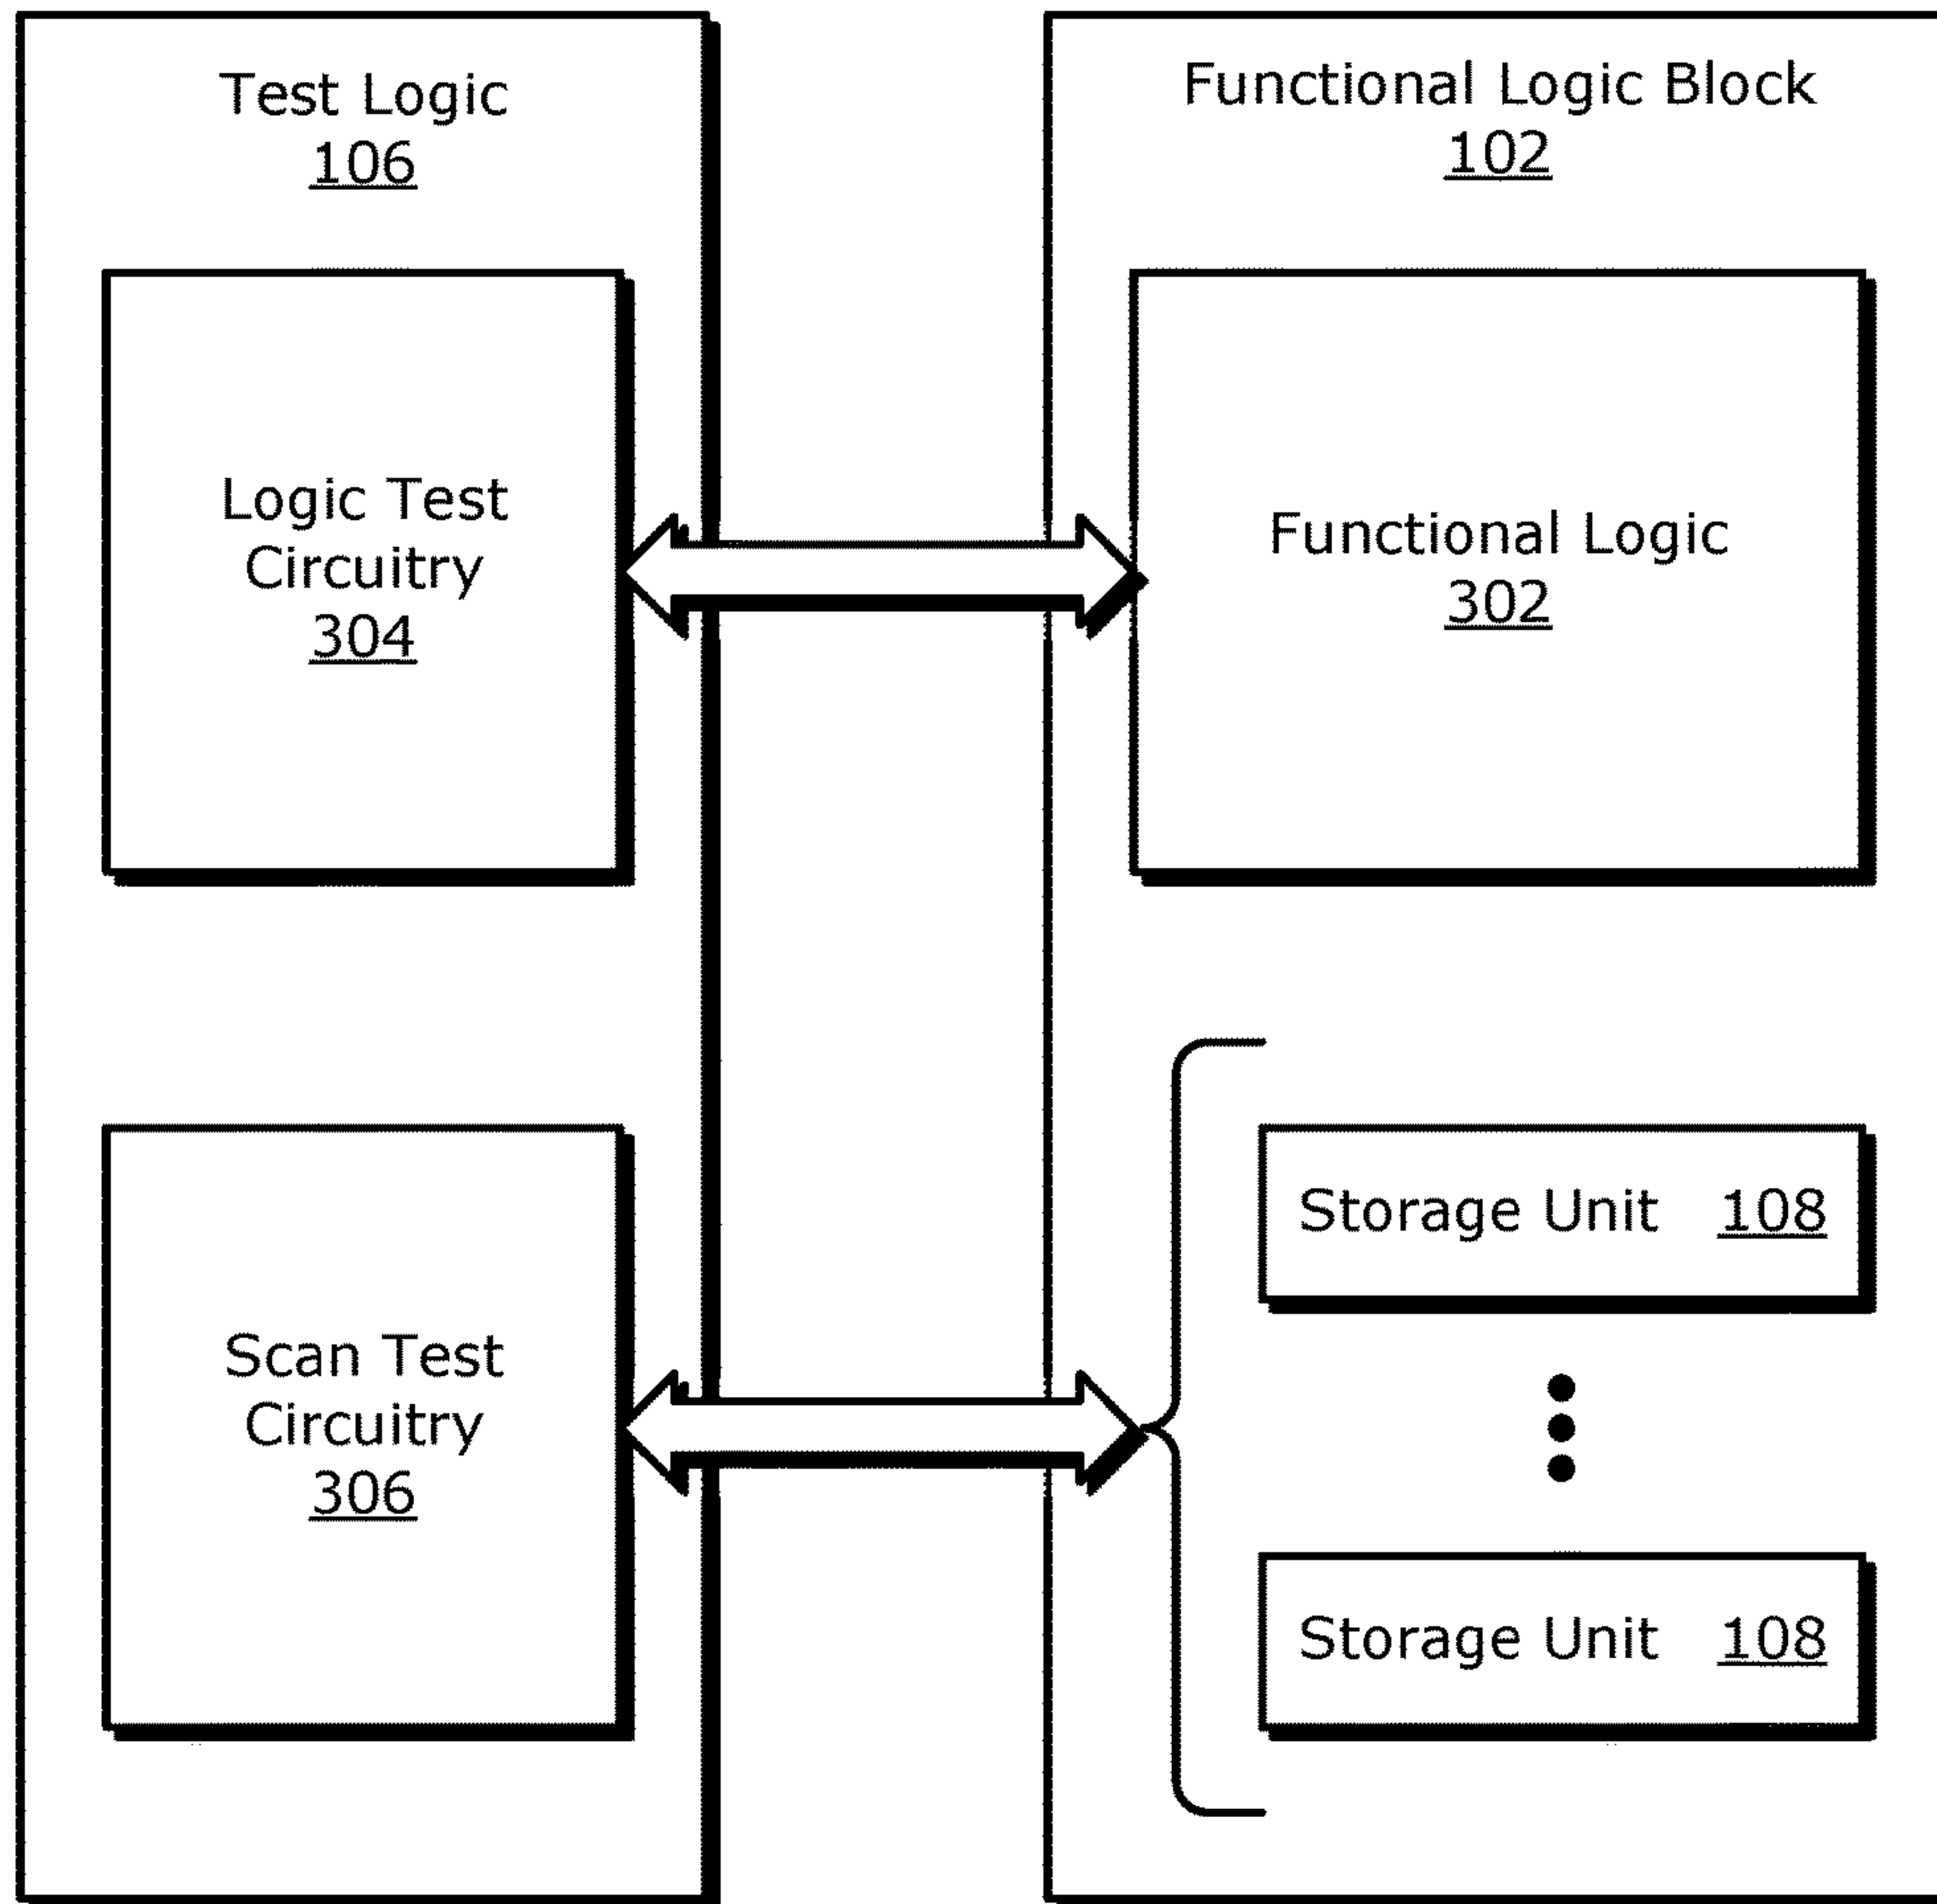 Test Logic
106
Logic Test
Circuitry
304
Scan Test
Circuitry
306
Functional Logic Block
102
Functional Logic
302
Storage Unit 108
Storage Unit 108